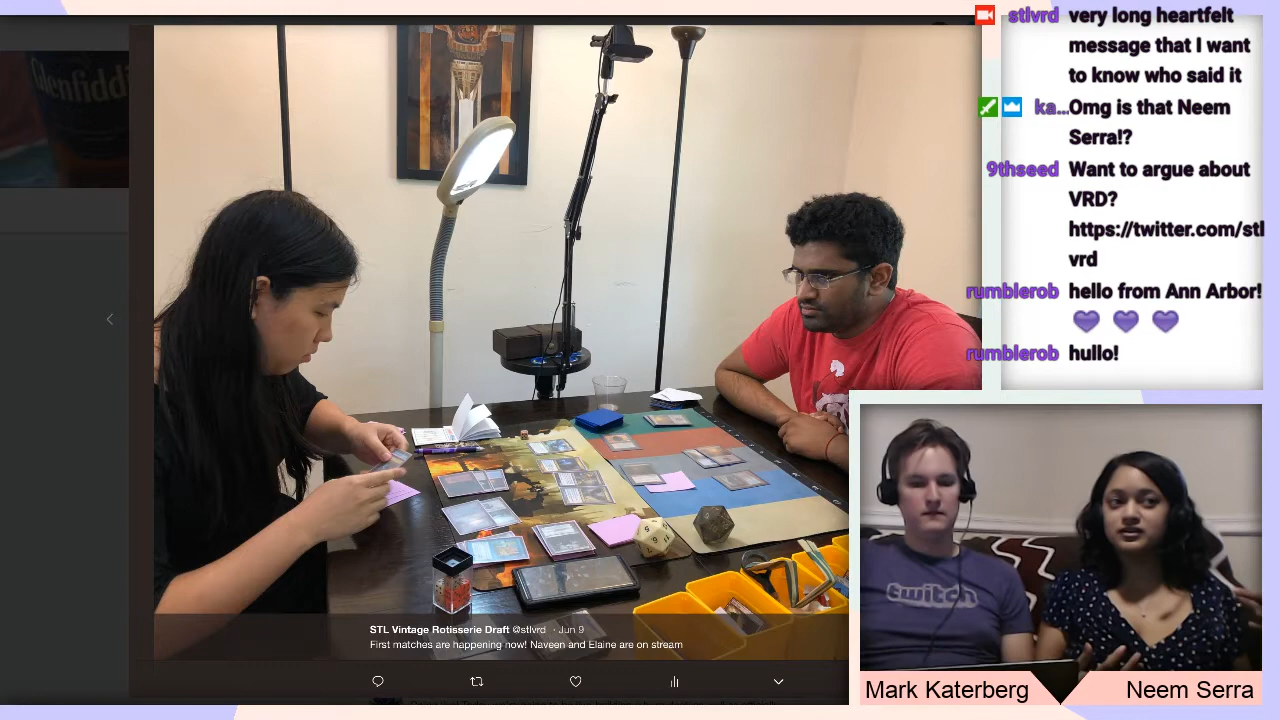 Glenfiddi
stlvrd very long heartfelt
message that I want
to know who said it
ka... Omg is that Neem
Serra!?
9thseed Want to argue about
VRD?
https://twitter.com/stl
vrd
rumblerob hello from Ann Arbor!
rumblerob hullo!
STL Vintage Rotisserie Draft @stlvrd · Jun 9
First matches are happening now! Naveen and Elaine are on stream
twitch
Mark Katerberg
Neem Serra